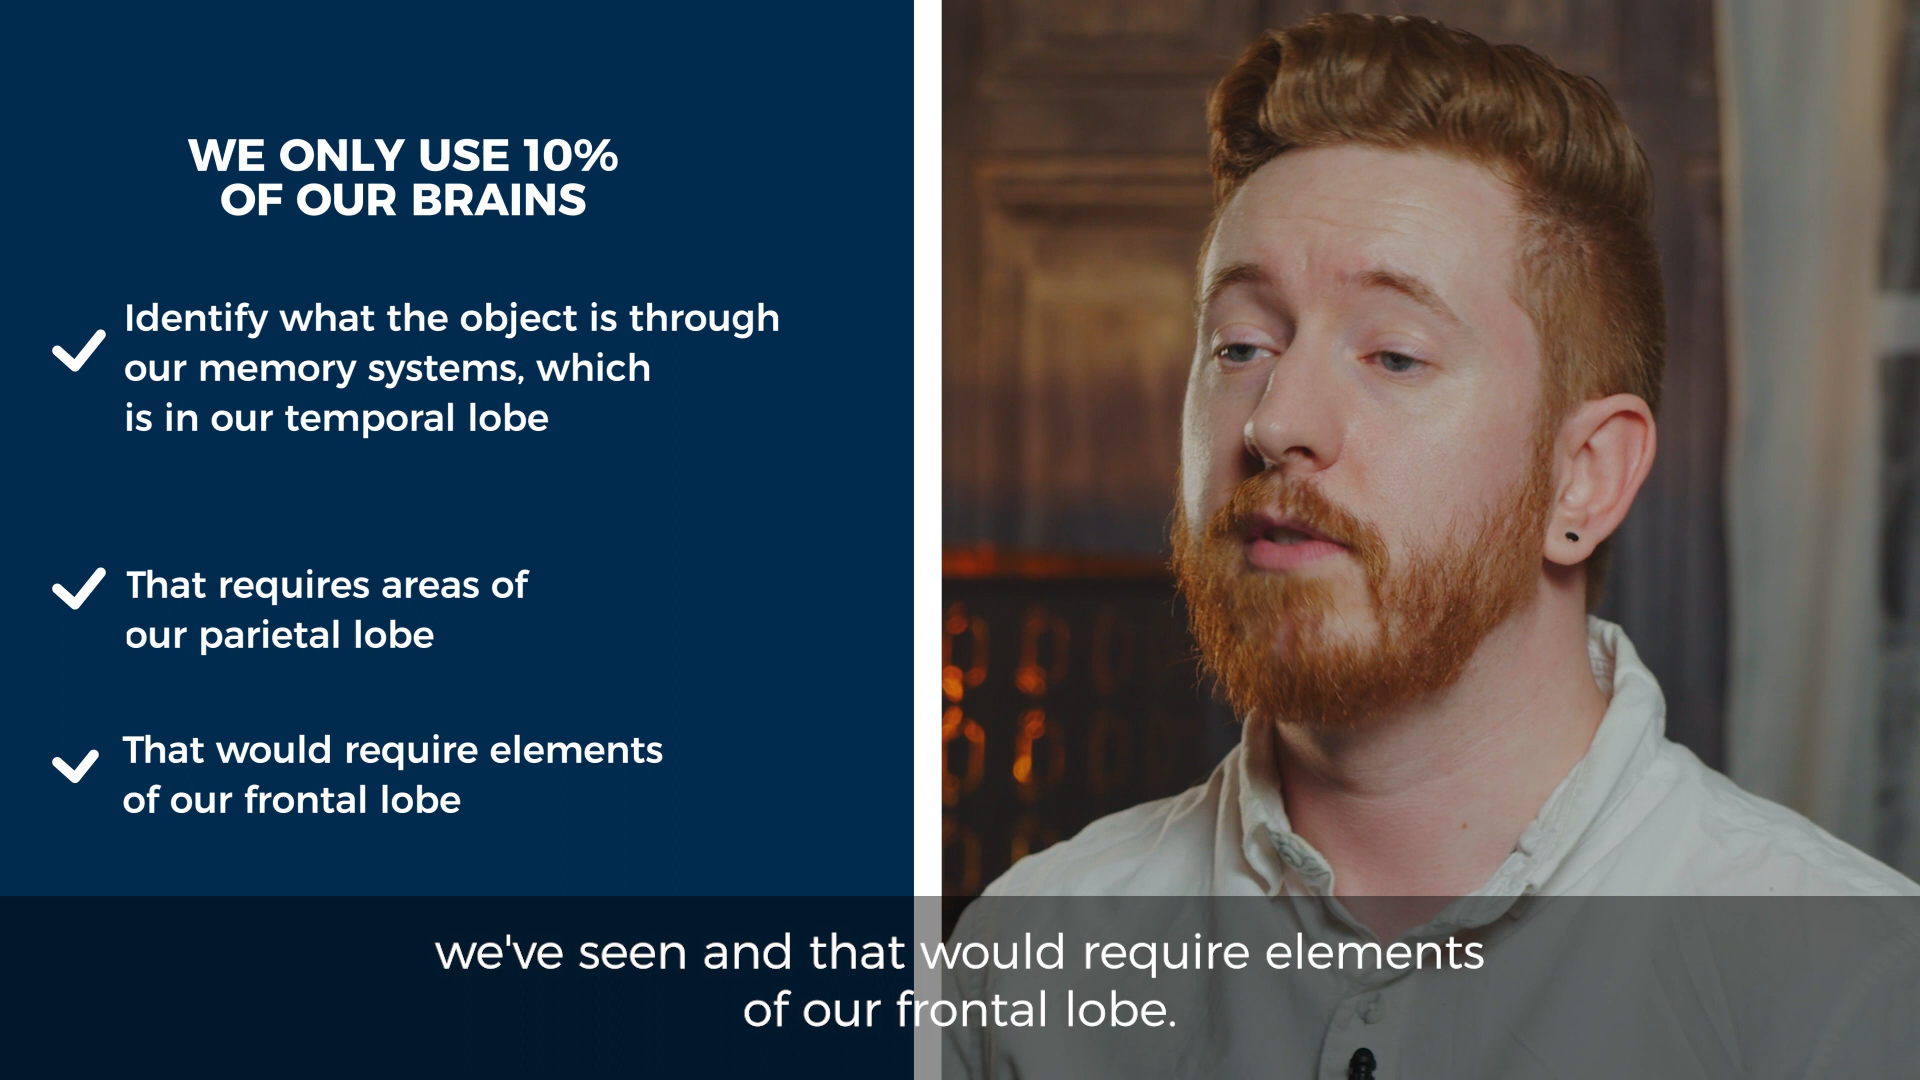 WE ONLY USE 10%
OF OUR BRAINS
Identify what the object is through
our memory systems, which
is in our temporal lobe
That requires areas of
our parietal lobe
That would require elements
of our frontal lobe
we've seen and that would require elements
of our frontal lobe.